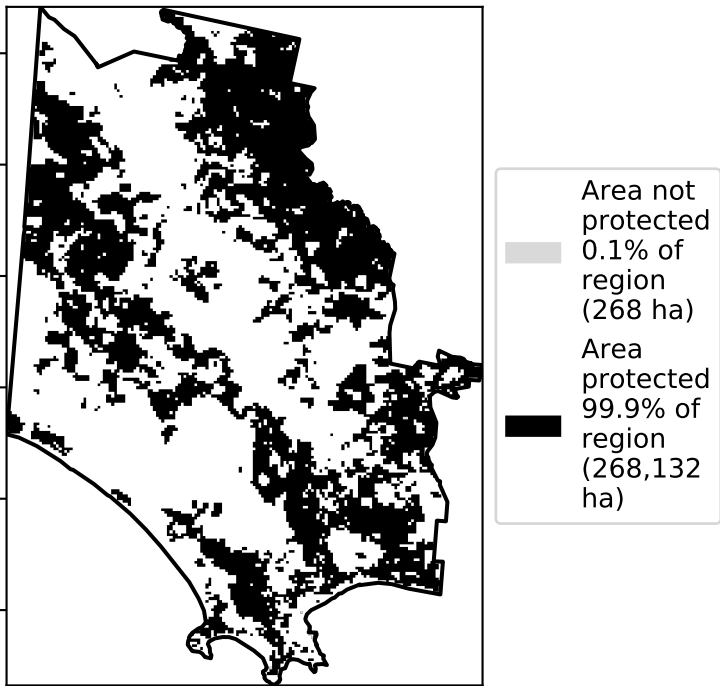 Area not
protected
0.1% of
region
(268 ha)
Area
protected
99.9% of
region
(268,132
ha)